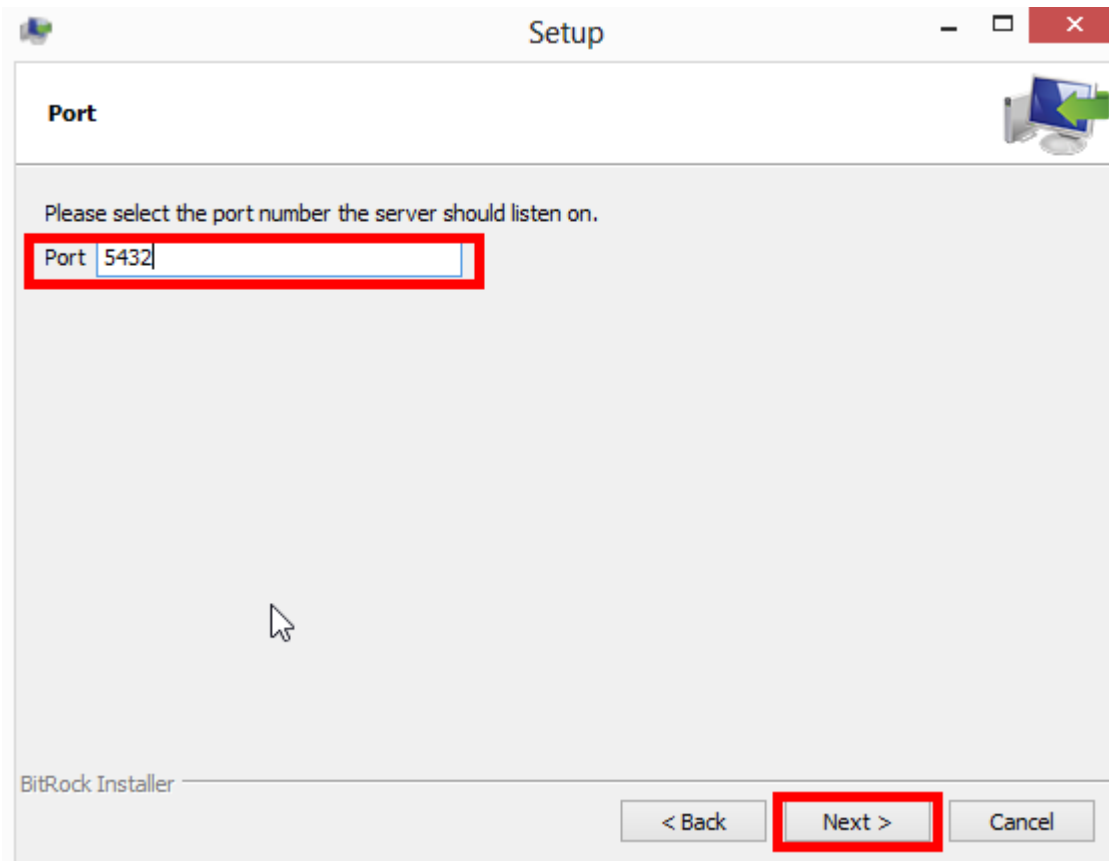 Setup
Port
Please select the port number the server should listen on.
Port 5432
BitRock Installer
< Back Next > Cancel